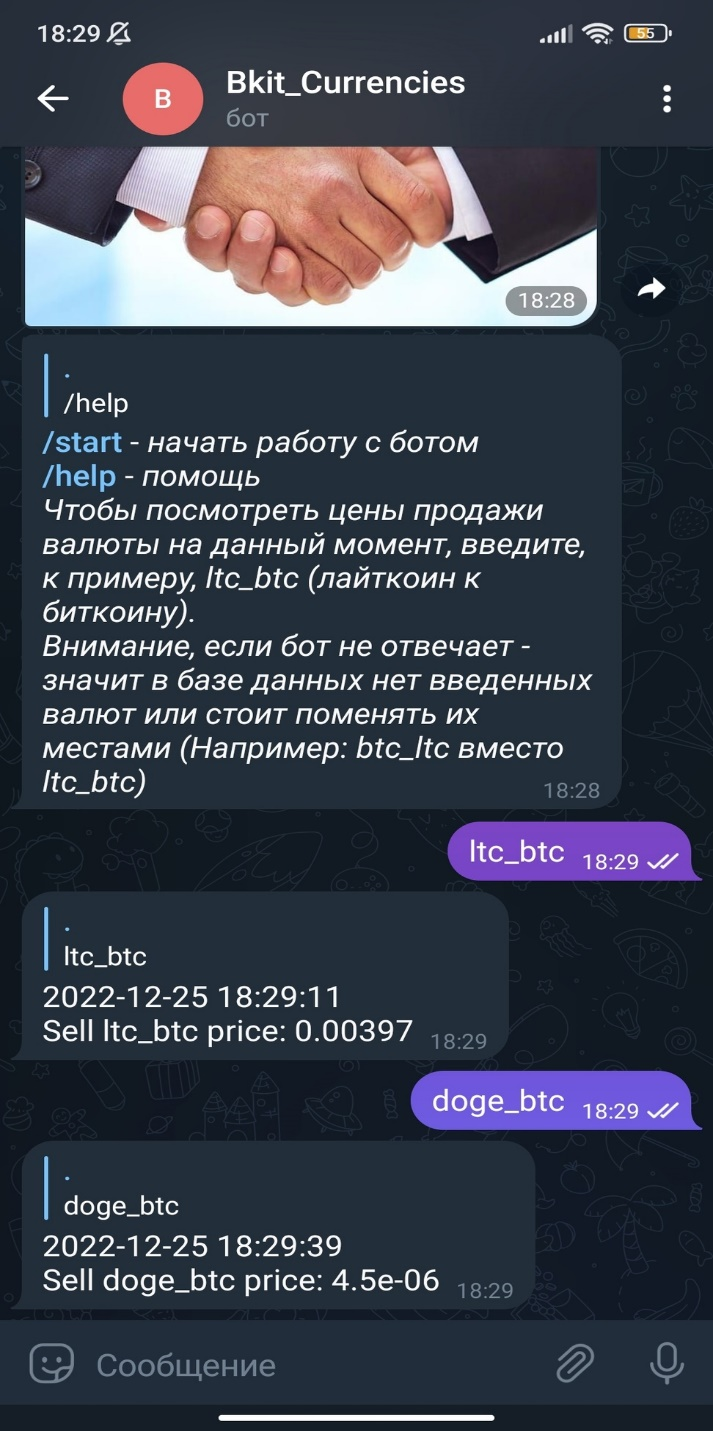 18:29
55
B
Bkit_Currencies
бот
18:28
.
/help
/start - начать работу с ботом
/help - помощь
Чтобы посмотреть цены продажи
валюты на данный момент, введите,
к примеру, ltc_btc (лайткоин к
биткоину).
Внимание, если бот не отвечает -
значит в базе данных нет введенных
валют или стоит поменять их
местами (Например: btc_ltc вместо
ltc_btc)
18:28
ltc_btc 18:29
.
ltc_btc
2022-12-25 18:29:11
Sell ltc_btc price: 0.00397 18:29
doge_btc 18:29
.
doge_btc
2022-12-25 18:29:39
Sell doge_btc price: 4.5e-06 18:29
Сообщение